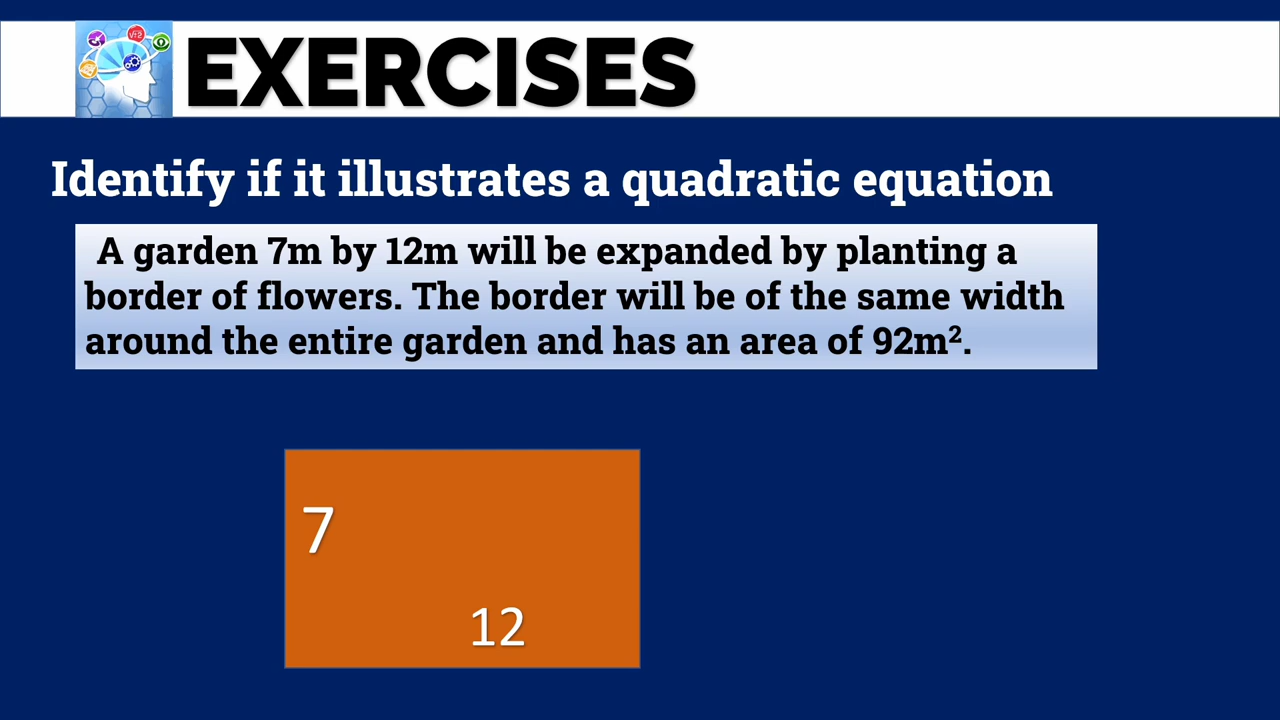 EXERCISES
Identify if it illustrates a quadratic equation
A garden 7m by 12m will be expanded by planting a
border of flowers. The border will be of the same width
around the entire garden and has an area of 92m².
7
12